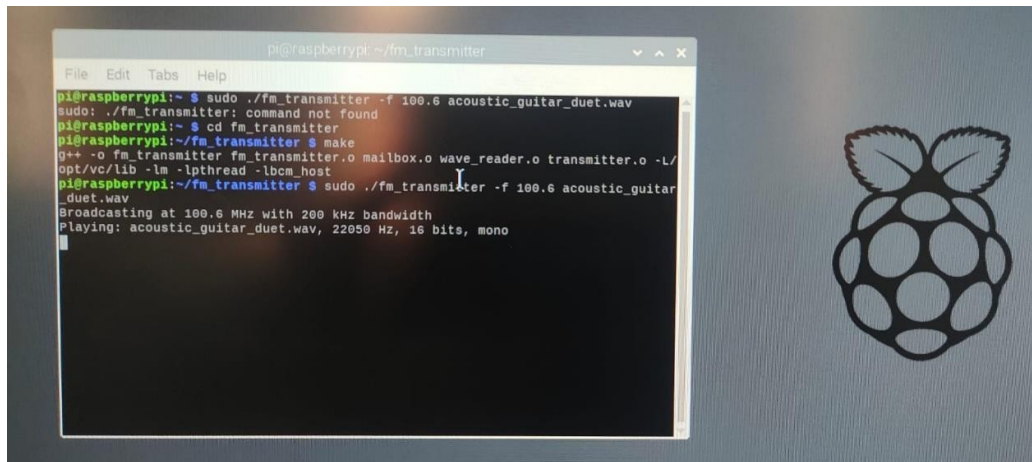 pi@raspberrypi: ~/fm_transmitter
File Edit Tabs Help
pi@raspberrypi:~ $ sudo ./fm_transmitter -f 100.6 acoustic_guitar_duet.wav
sudo: ./fm_transmitter: command not found
pi@raspberrypi:~ $ cd fm_transmitter
pi@raspberrypi:~/fm_transmitter $ make
g++ -o fm_transmitter fm_transmitter.o mailbox.o wave_reader.o transmitter.o -L/
opt/vc/lib -lm -lpthread -lbcm_host
pi@raspberrypi:~/fm_transmitter $ sudo ./fm_transmitter -f 100.6 acoustic_guitar
_duet.wav
Broadcasting at 100.6 MHz with 200 kHz bandwidth
Playing: acoustic_guitar_duet.wav, 22050 Hz, 16 bits, mono